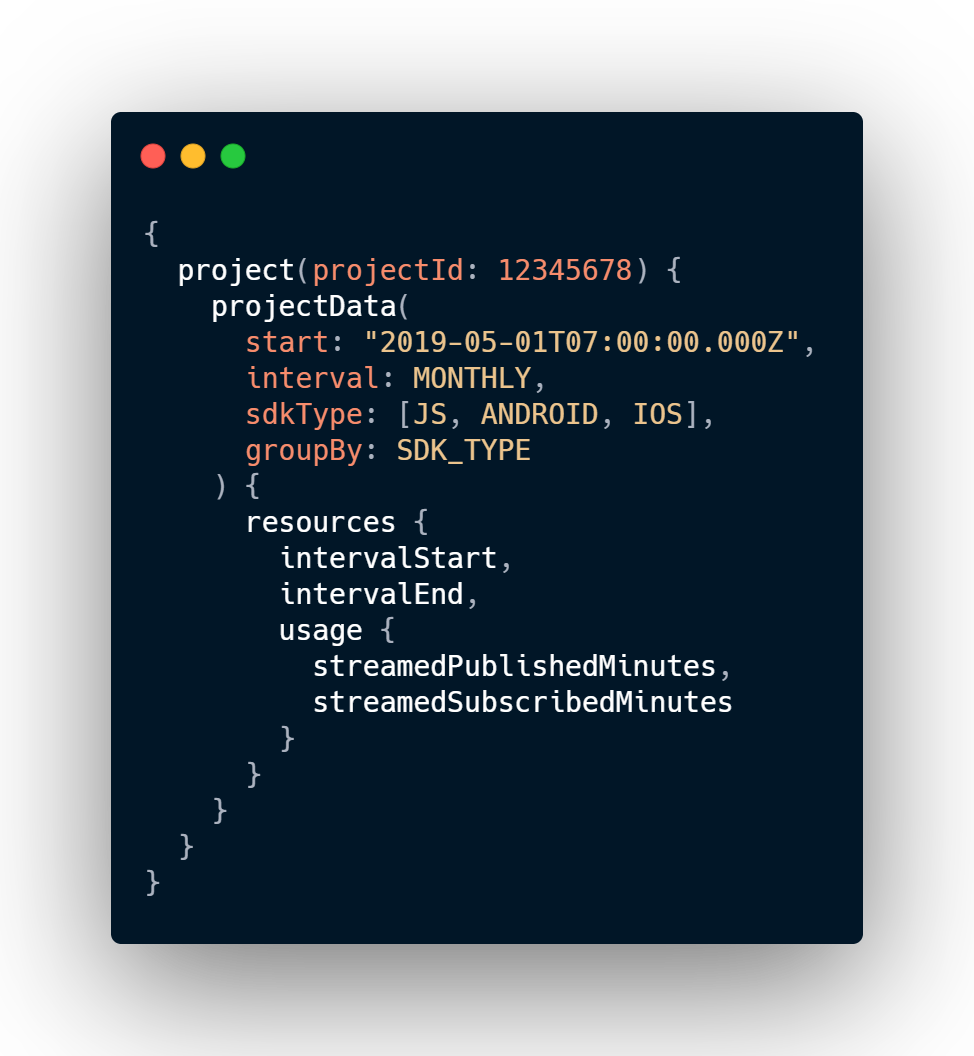 {
  project(projectId: 12345678) {
    projectData(
      start: "2019-05-01T07:00:00.000Z",
      interval: MONTHLY,
      sdkType: [JS, ANDROID, IOS],
      groupBy: SDK_TYPE
    ) {
      resources {
        intervalStart,
        intervalEnd,
        usage {
          streamedPublishedMinutes,
          streamedSubscribedMinutes
        }
      }
    }
  }
}